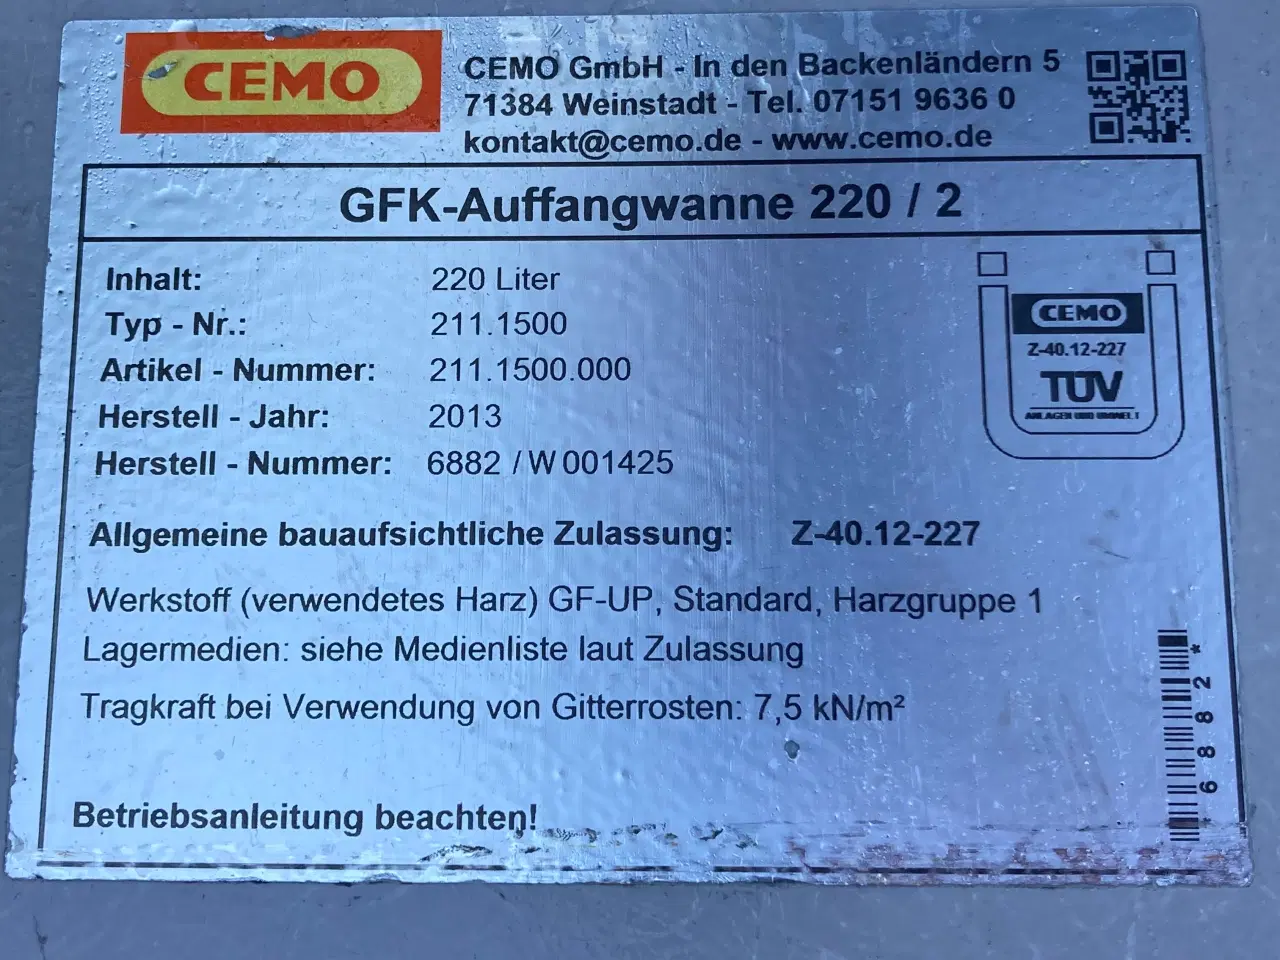 CEMO
CEMO GmbH - In den Backenländern 5
71384 Weinstadt - Tel. 07151 9636 0
kontakt@cemo.de - www.cemo.de
GFK-Auffangwanne 220 / 2
Inhalt: 220 Liter
Typ - Nr.: 211.1500
Artikel - Nummer: 211.1500.000
Herstell - Jahr: 2013
Herstell - Nummer: 6882 / W 001425
CEMO
Z-40.12-227
TÜV
ANLAGEN UND UMWELT
Allgemeine bauaufsichtliche Zulassung: Z-40.12-227
Werkstoff (verwendetes Harz) GF-UP, Standard, Harzgruppe 1
Lagermedien: siehe Medienliste laut Zulassung
Tragkraft bei Verwendung von Gitterrosten: 7,5 kN/m²
Betriebsanleitung beachten!
6882*